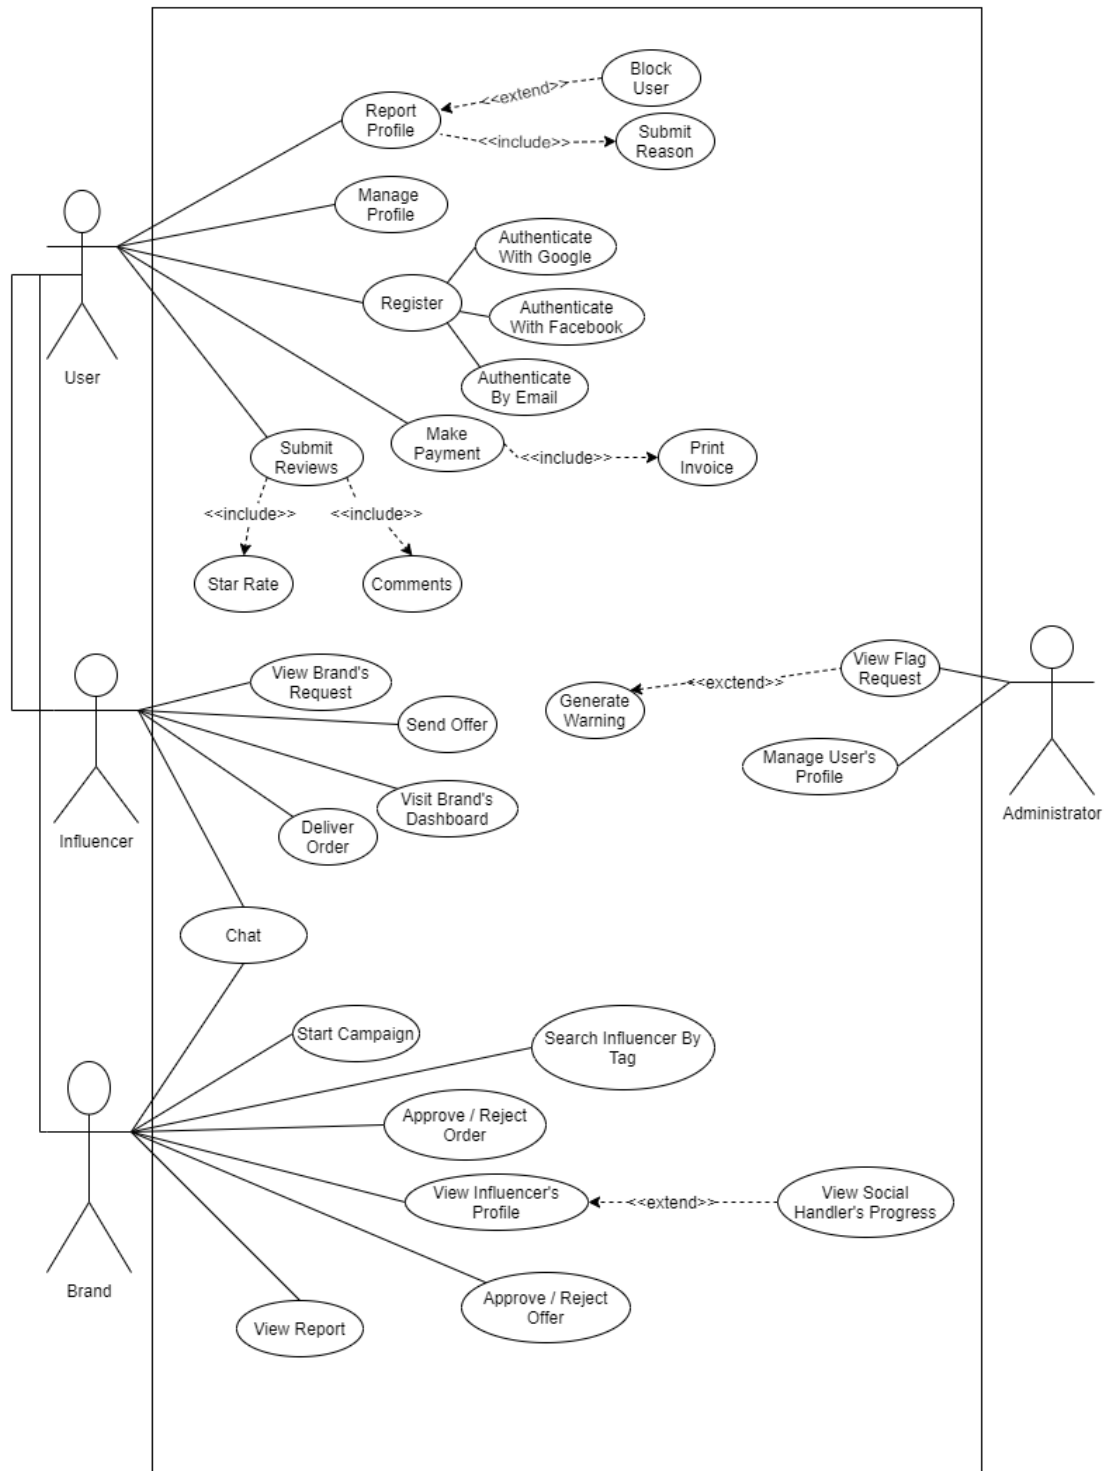 Block
User
<<extend>>
Report
Profile
<<include>>
Submit
Reason
Manage
Profile
Authenticate
With Google
Register
Authenticate
With Facebook
User
Authenticate
By Email
Make
Payment
<<include>>
Print
Invoice
Submit
Reviews
<<include>>
<<include>>
Star Rate
Comments
View Brand's
Request
View Flag
Request
<<exctend>>
Generate
Warning
Send Offer
Manage User's
Profile
Visit Brand's
Dashboard
Deliver
Order
Influencer
Administrator
Chat
Start Campaign
Search Influencer By
Tag
Approve / Reject
Order
View Influencer's
Profile
<<extend>>
View Social
Handler's Progress
Brand
Approve / Reject
Offer
View Report